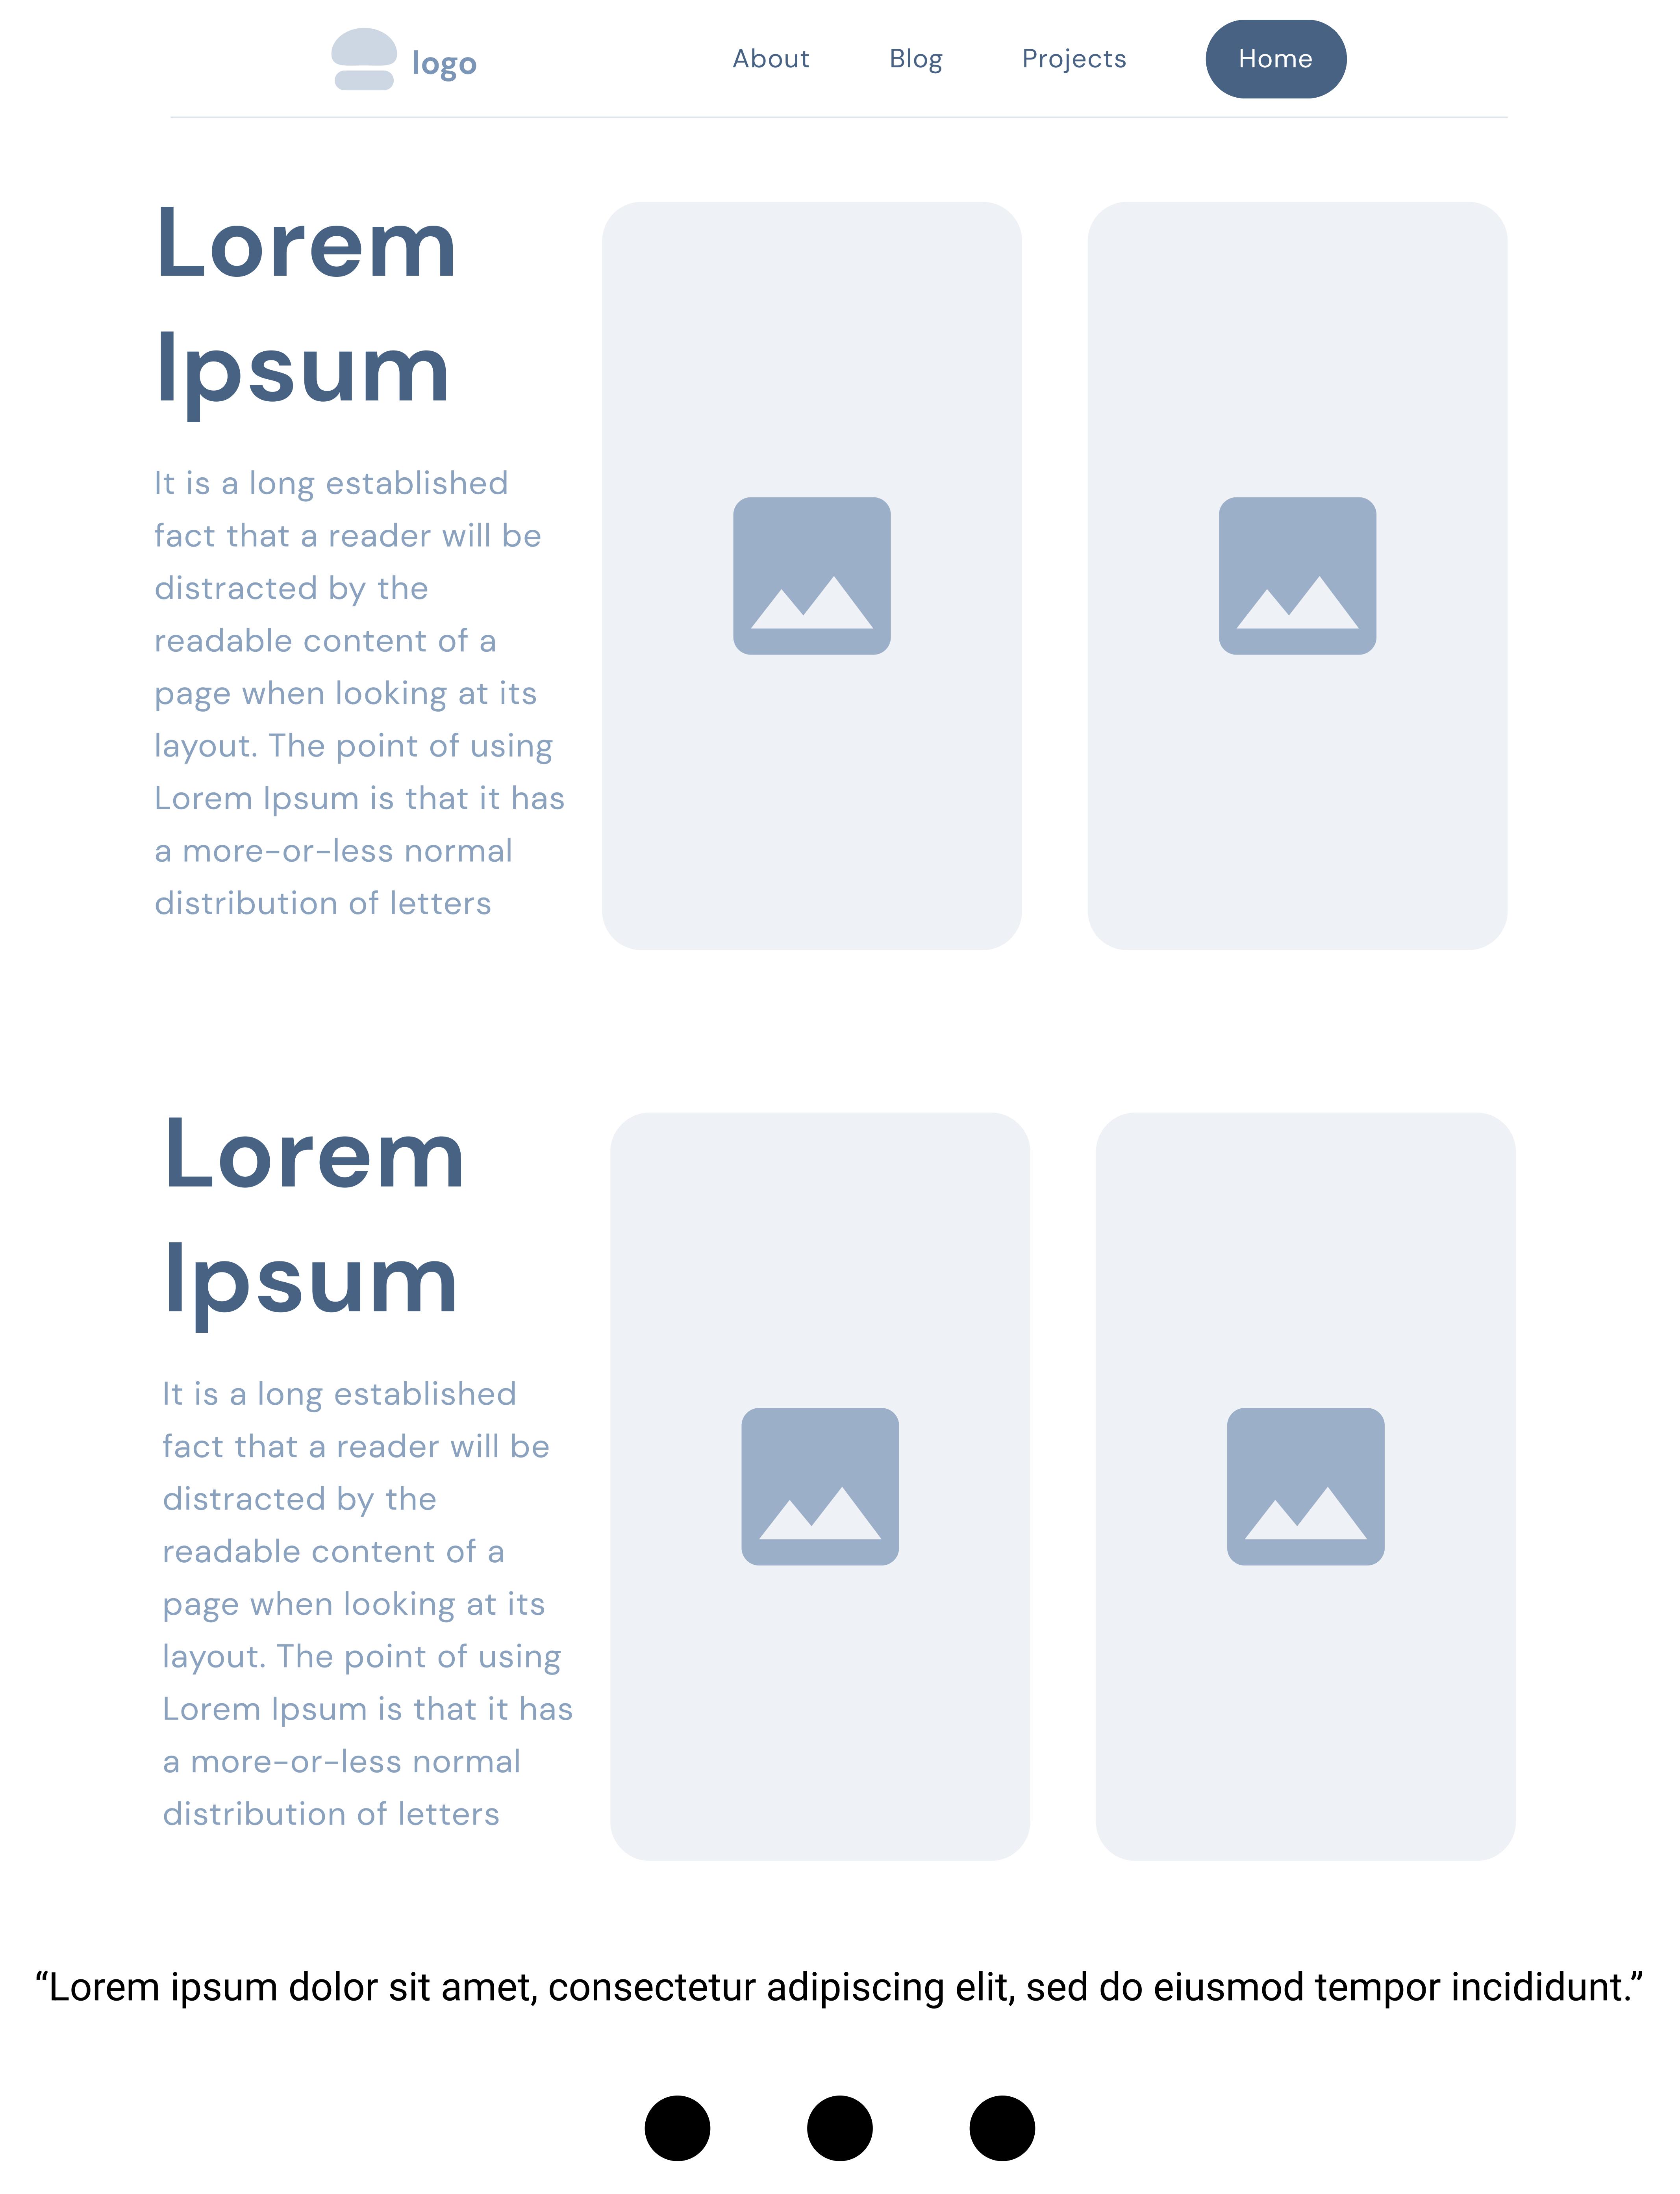 logo
About
Blog
Projects
Home
Lorem
Ipsum
It is a long established
fact that a reader will be
distracted by the
readable content of a
page when looking at its
layout. The point of using
Lorem Ipsum is that it has
a more-or-less normal
distribution of letters
Lorem
Ipsum
It is a long established
fact that a reader will be
distracted by the
readable content of a
page when looking at its
layout. The point of using
Lorem Ipsum is that it has
a more-or-less normal
distribution of letters
“Lorem ipsum dolor sit amet, consectetur adipiscing elit, sed do eiusmod tempor incididunt.”